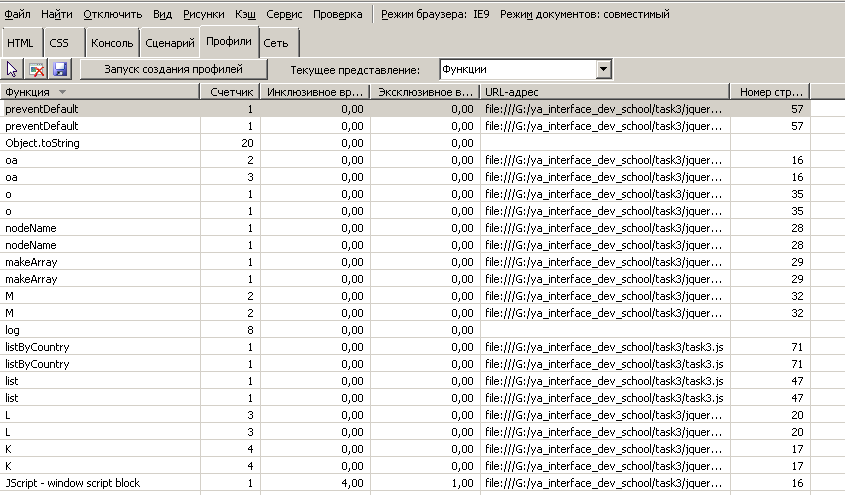 Файл Найти Отключить Вид Рисунки Кэш Сервис Проверка Режим браузера: IE9 Режим документов: совместимый
HTML CSS Консоль Сценарий Профили Сеть
Запуск создания профилей Текущее представление: Функции
Функция Счетчик Инклюзивное вр... Эксклюзивное в... URL-адрес Номер стр...
preventDefault 1 0,00 0,00 file:///G:/ya_interface_dev_school/task3/jquer... 57
preventDefault 1 0,00 0,00 file:///G:/ya_interface_dev_school/task3/jquer... 57
Object.toString 20 0,00 0,00
oa 2 0,00 0,00 file:///G:/ya_interface_dev_school/task3/jquer... 16
oa 3 0,00 0,00 file:///G:/ya_interface_dev_school/task3/jquer... 16
o 1 0,00 0,00 file:///G:/ya_interface_dev_school/task3/jquer... 35
o 1 0,00 0,00 file:///G:/ya_interface_dev_school/task3/jquer... 35
nodeName 1 0,00 0,00 file:///G:/ya_interface_dev_school/task3/jquer... 28
nodeName 1 0,00 0,00 file:///G:/ya_interface_dev_school/task3/jquer... 28
makeArray 1 0,00 0,00 file:///G:/ya_interface_dev_school/task3/jquer... 29
makeArray 1 0,00 0,00 file:///G:/ya_interface_dev_school/task3/jquer... 29
M 2 0,00 0,00 file:///G:/ya_interface_dev_school/task3/jquer... 32
M 2 0,00 0,00 file:///G:/ya_interface_dev_school/task3/jquer... 32
log 8 0,00 0,00
listByCountry 1 0,00 0,00 file:///G:/ya_interface_dev_school/task3/task3.js 71
listByCountry 1 0,00 0,00 file:///G:/ya_interface_dev_school/task3/task3.js 71
list 1 0,00 0,00 file:///G:/ya_interface_dev_school/task3/task3.js 47
list 1 0,00 0,00 file:///G:/ya_interface_dev_school/task3/task3.js 47
L 3 0,00 0,00 file:///G:/ya_interface_dev_school/task3/jquer... 20
L 3 0,00 0,00 file:///G:/ya_interface_dev_school/task3/jquer... 20
K 4 0,00 0,00 file:///G:/ya_interface_dev_school/task3/jquer... 17
K 4 0,00 0,00 file:///G:/ya_interface_dev_school/task3/jquer... 17
JScript - window script block 1 4,00 1,00 file:///G:/ya_interface_dev_school/task3/jquer... 16